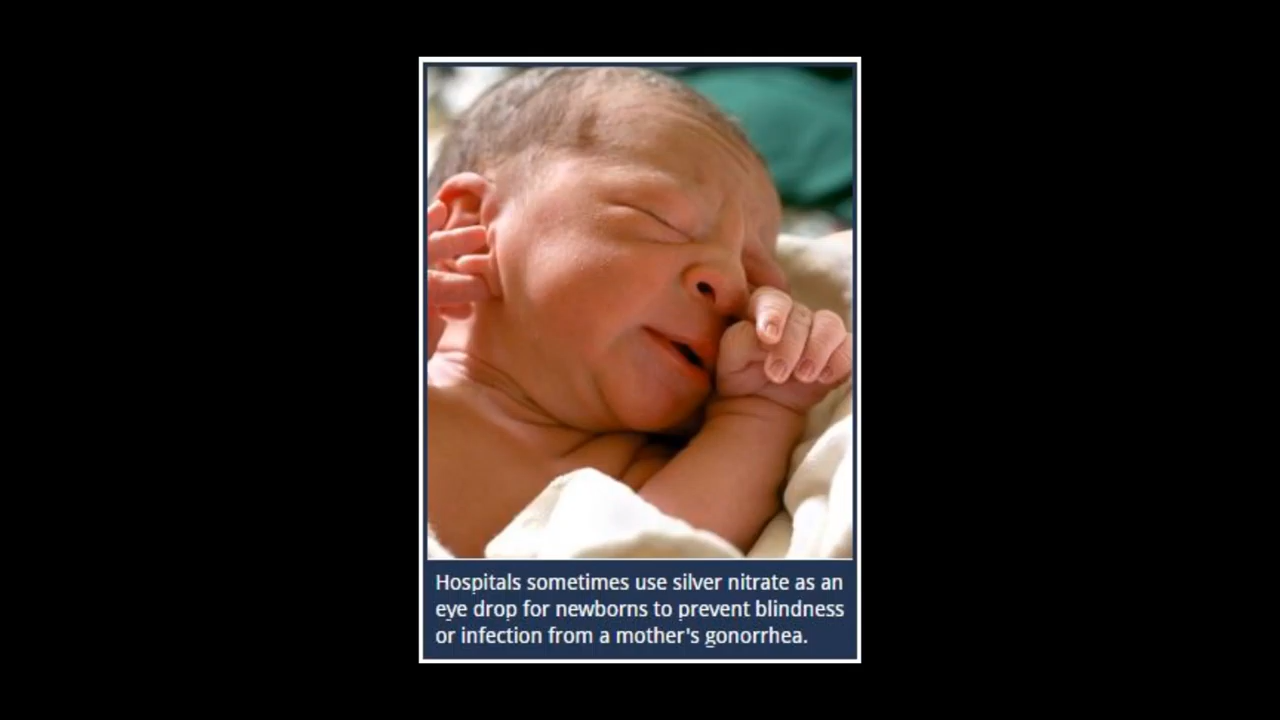 Hospitals sometimes use silver nitrate as an
eye drop for newborns to prevent blindness
or infection from a mother's gonorrhea.